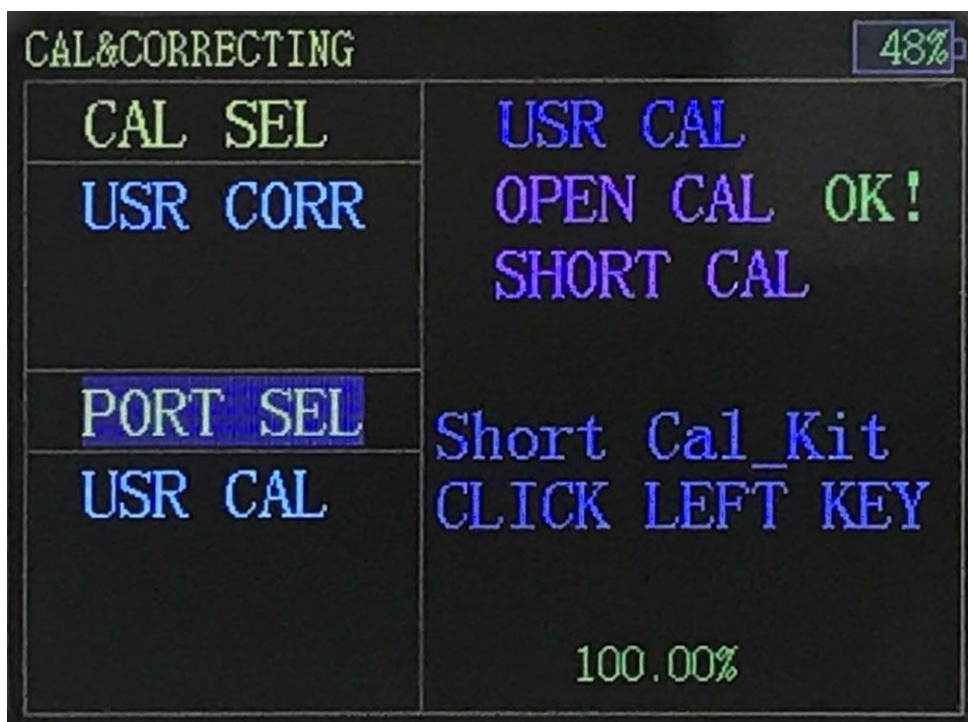 CAL&CORRECTING 48%
CAL SEL
USR CORR
PORT SEL
USR CAL
USR CAL
OPEN CAL OK!
SHORT CAL
Short Cal_Kit
CLICK LEFT KEY
100.00%